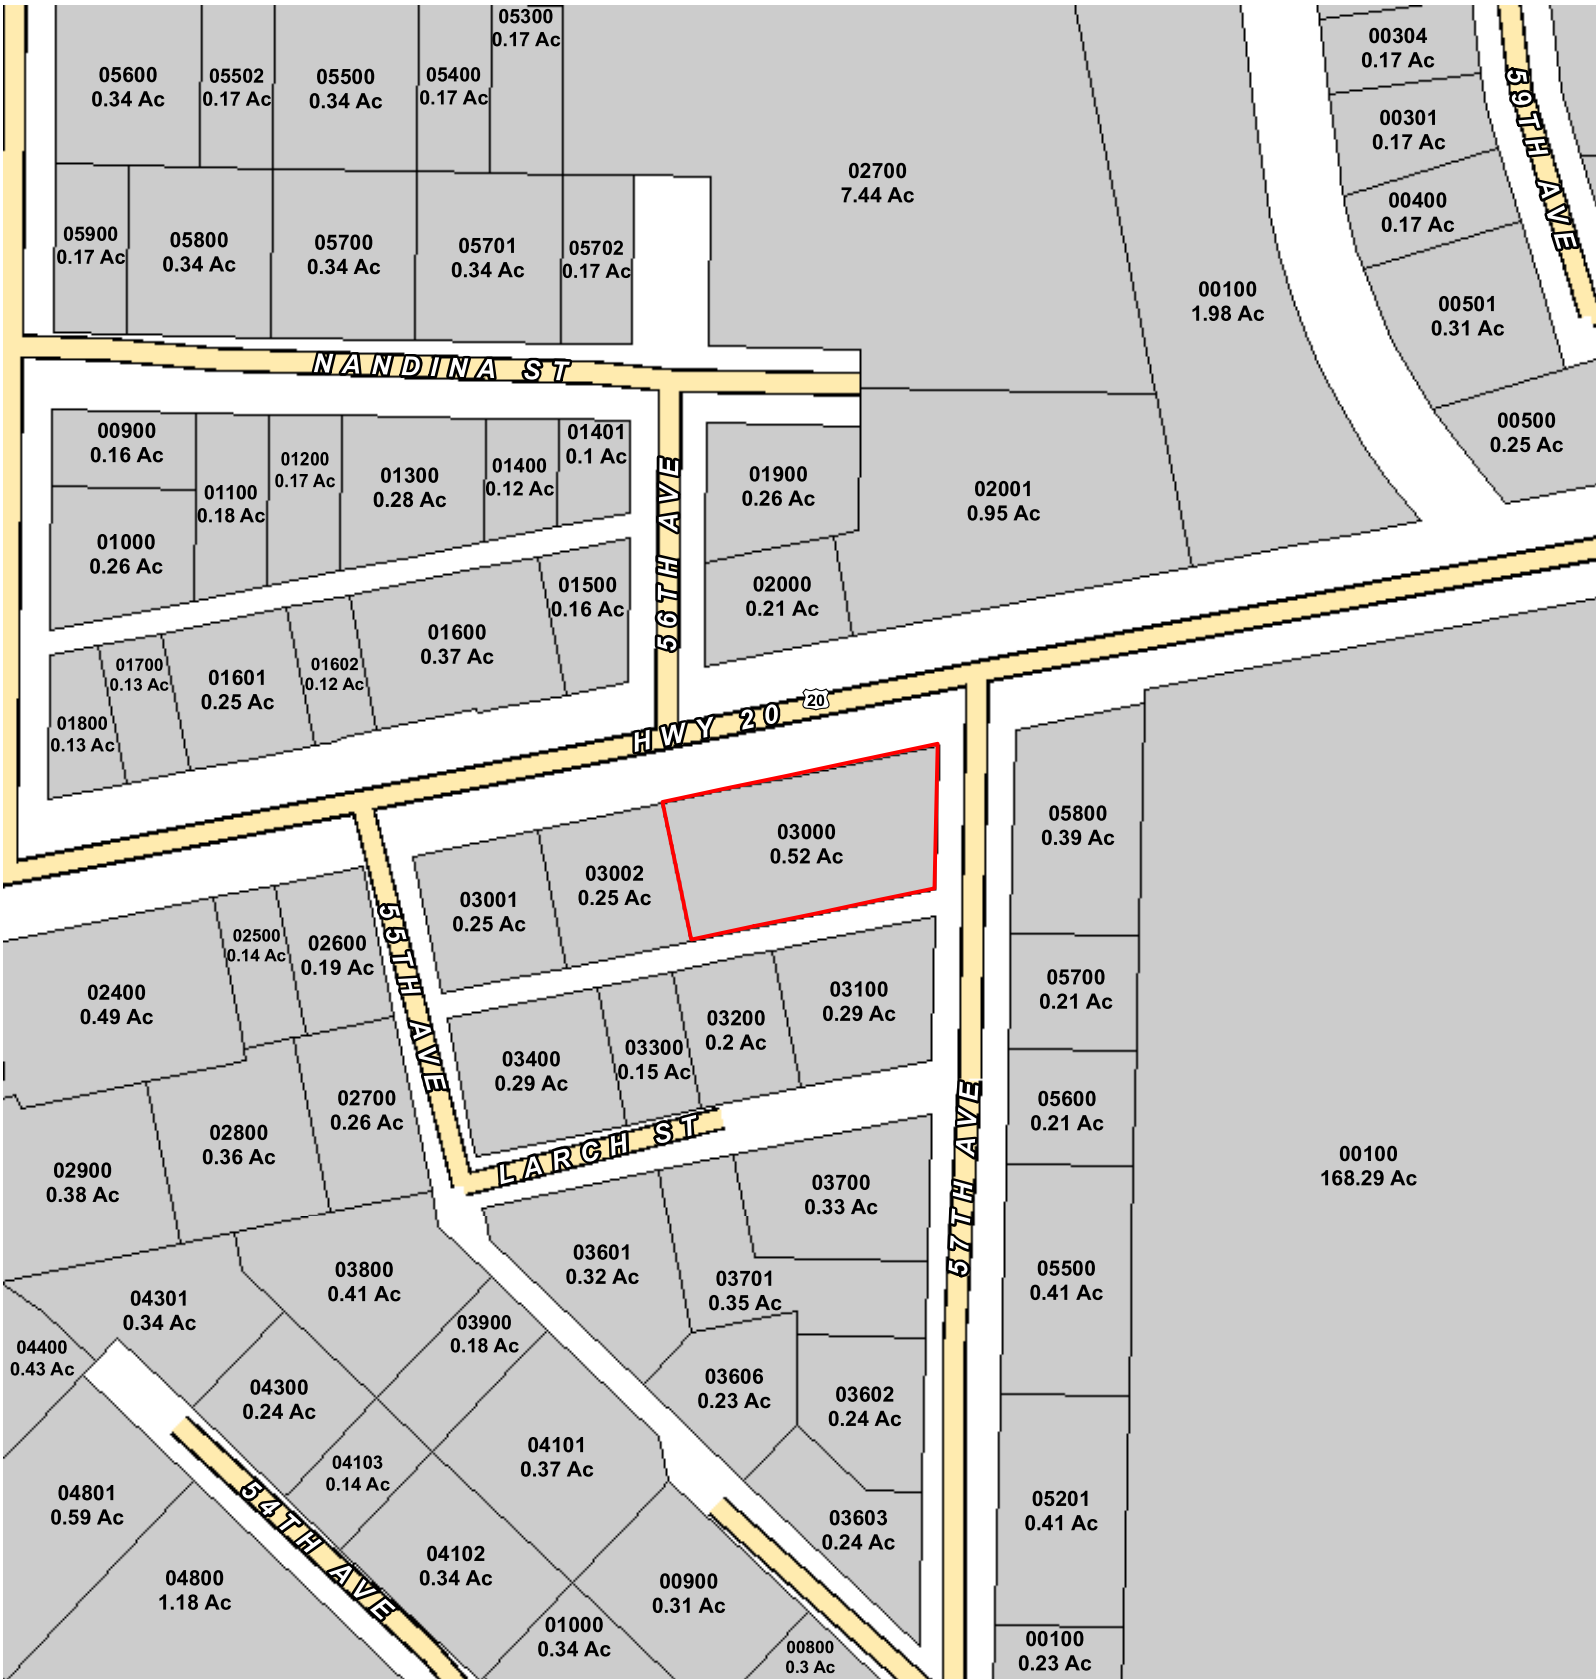 05300
0.17 Ac
05600
0.34 Ac
05502
0.17 Ac
05500
0.34 Ac
05400
0.17 Ac
00304
0.17 Ac
59TH AVE
00301
0.17 Ac
02700
7.44 Ac
00400
0.17 Ac
05900
0.17 Ac
05800
0.34 Ac
05700
0.34 Ac
05701
0.34 Ac
05702
0.17 Ac
00100
1.98 Ac
00501
0.31 Ac
NANDINA ST
00900
0.16 Ac
01100
0.18 Ac
01200
0.17 Ac
01300
0.28 Ac
01400
0.12 Ac
01401
0.1 Ac
56TH AVE
01900
0.26 Ac
02001
0.95 Ac
00500
0.25 Ac
01000
0.26 Ac
01500
0.16 Ac
02000
0.21 Ac
01800
0.13 Ac
01700
0.13 Ac
01601
0.25 Ac
01602
0.12 Ac
01600
0.37 Ac
HWY 20
20
03000
0.52 Ac
05800
0.39 Ac
03001
0.25 Ac
03002
0.25 Ac
02400
0.49 Ac
02500
0.14 Ac
02600
0.19 Ac
55TH AVE
03400
0.29 Ac
03300
0.15 Ac
03200
0.2 Ac
03100
0.29 Ac
05700
0.21 Ac
02900
0.38 Ac
02800
0.36 Ac
02700
0.26 Ac
LARCH ST
57TH AVE
05600
0.21 Ac
00100
168.29 Ac
03700
0.33 Ac
03601
0.32 Ac
03701
0.35 Ac
05500
0.41 Ac
04301
0.34 Ac
03800
0.41 Ac
03900
0.18 Ac
04400
0.43 Ac
04300
0.24 Ac
03606
0.23 Ac
03602
0.24 Ac
04103
0.14 Ac
04101
0.37 Ac
04801
0.59 Ac
54TH AVE
03603
0.24 Ac
05201
0.41 Ac
04800
1.18 Ac
04102
0.34 Ac
00900
0.31 Ac
01000
0.34 Ac
00800
0.3 Ac
00100
0.23 Ac